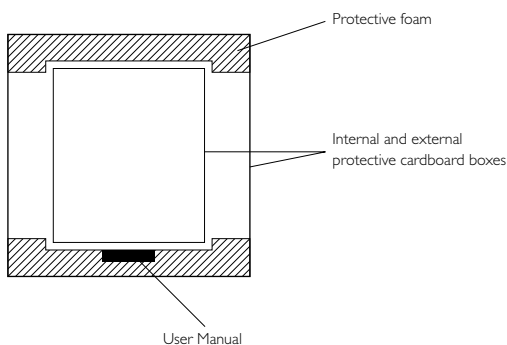 Protective foam
Internal and external
protective cardboard boxes
User Manual